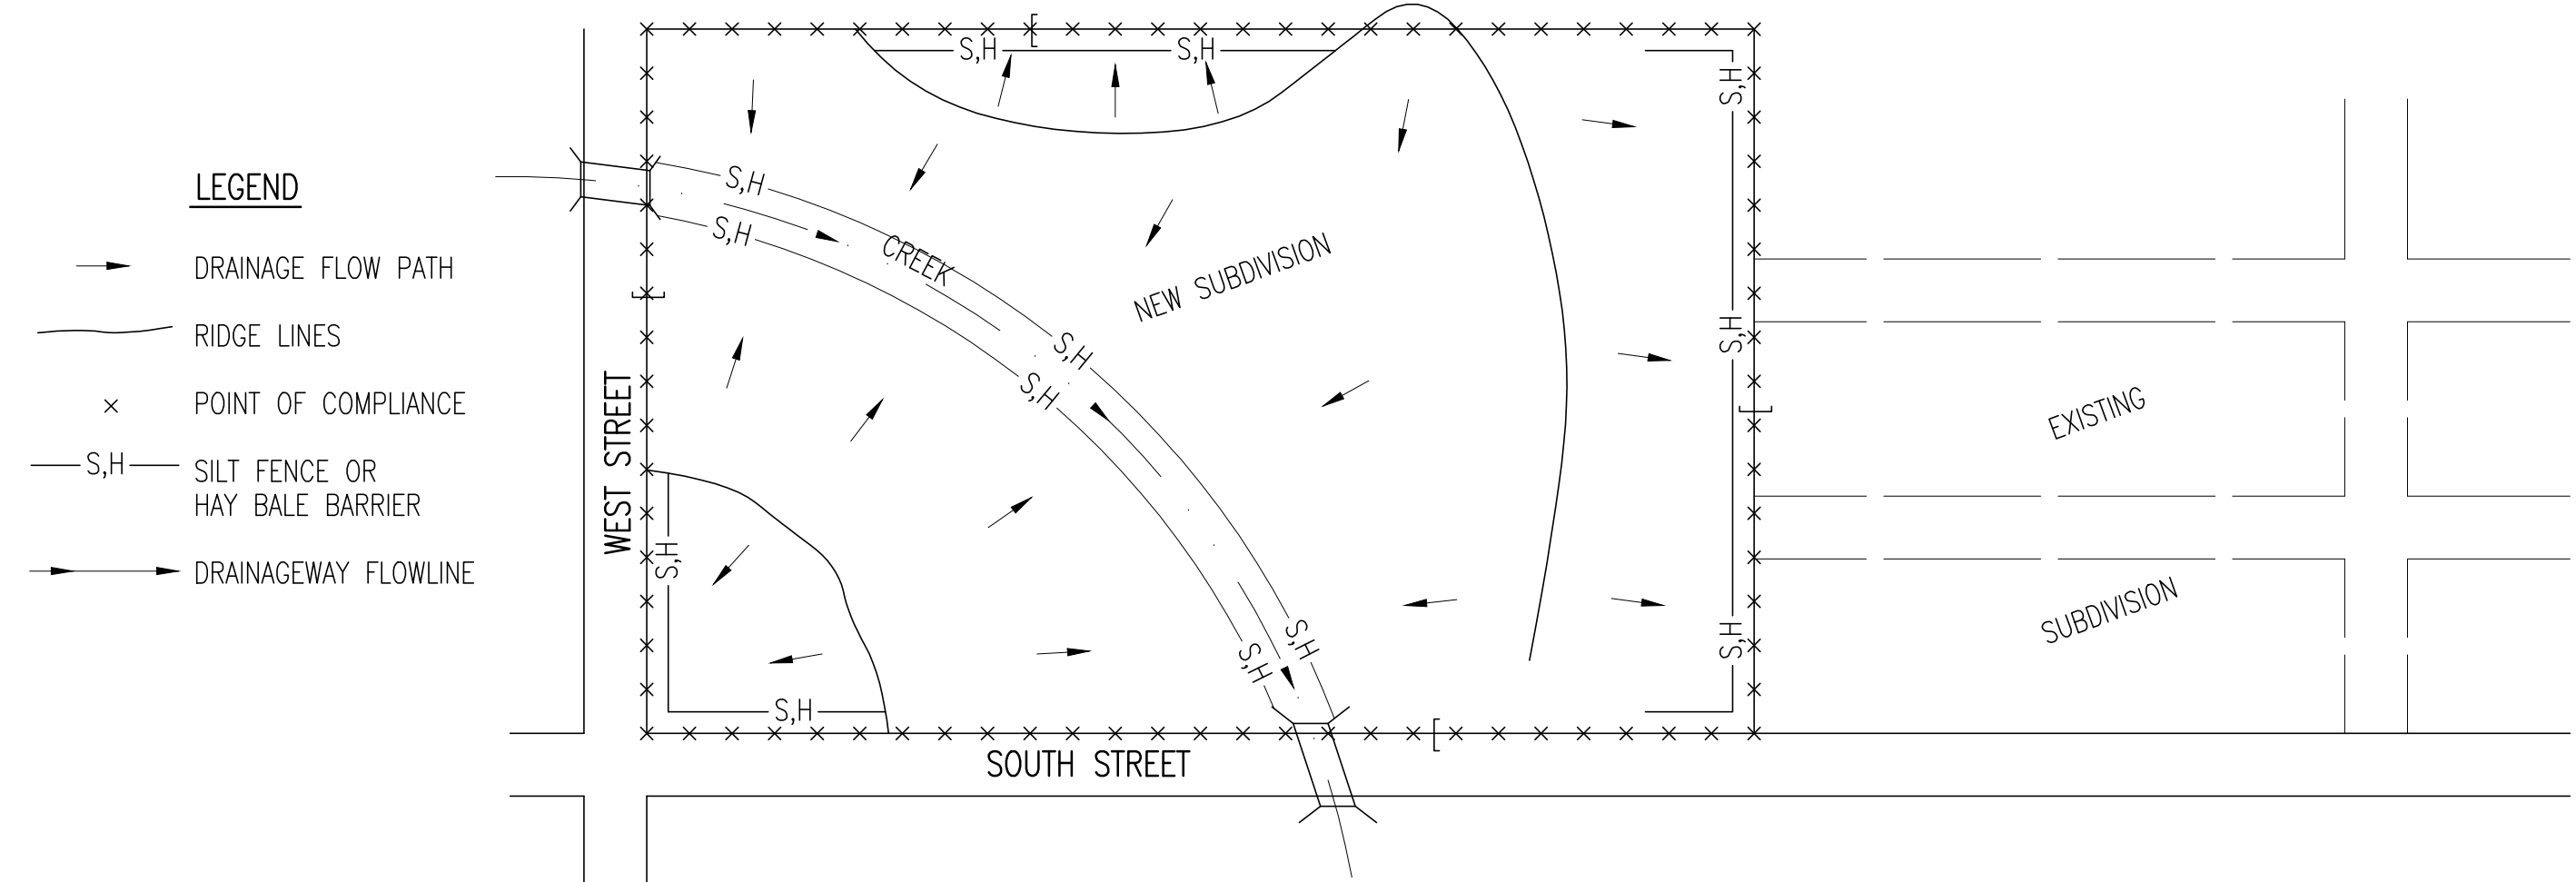 LEGEND
DRAINAGE FLOW PATH
RIDGE LINES
POINT OF COMPLIANCE
S,H
SILT FENCE OR
HAY BALE BARRIER
DRAINAGEWAY FLOWLINE
S,H
S,H
S,H
S,H
S,H
CREEK
NEW SUBDIVISION
S,H
S,H
S,H
WEST STREET
EXISTING
S,H
SUBDIVISION
S,H
S,H
S,H
S,H
SOUTH STREET